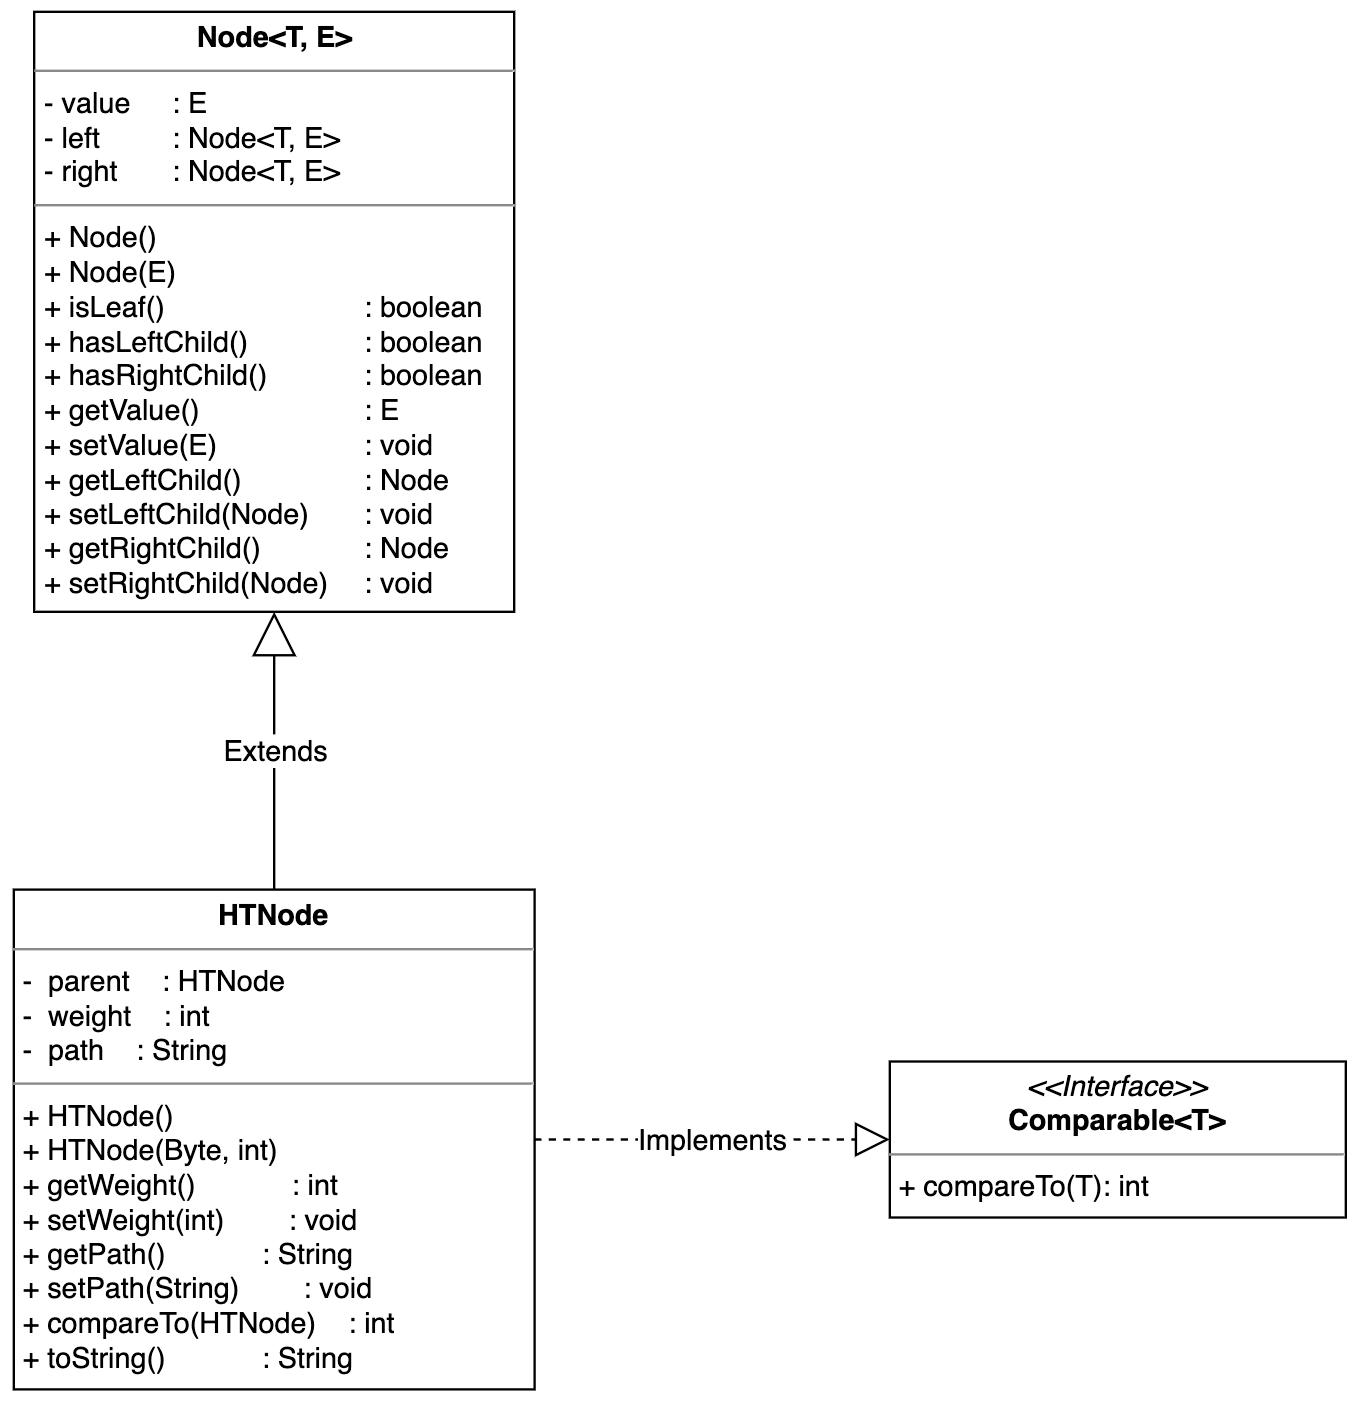 Node<T, E>
- value : E
- left : Node<T, E>
- right : Node<T, E>
+ Node()
+ Node(E)
+ isLeaf() : boolean
+ hasLeftChild() : boolean
+ hasRightChild() : boolean
+ getValue() : E
+ setValue(E) : void
+ getLeftChild() : Node
+ setLeftChild(Node) : void
+ getRightChild() : Node
+ setRightChild(Node) : void
Extends
HTNode
- parent : HTNode
- weight : int
- path : String
+ HTNode()
+ HTNode(Byte, int)
+ getWeight() : int
+ setWeight(int) : void
+ getPath() : String
+ setPath(String) : void
+ compareTo(HTNode) : int
+ toString() : String
Implements
<<Interface>>
Comparable<T>
+ compareTo(T): int